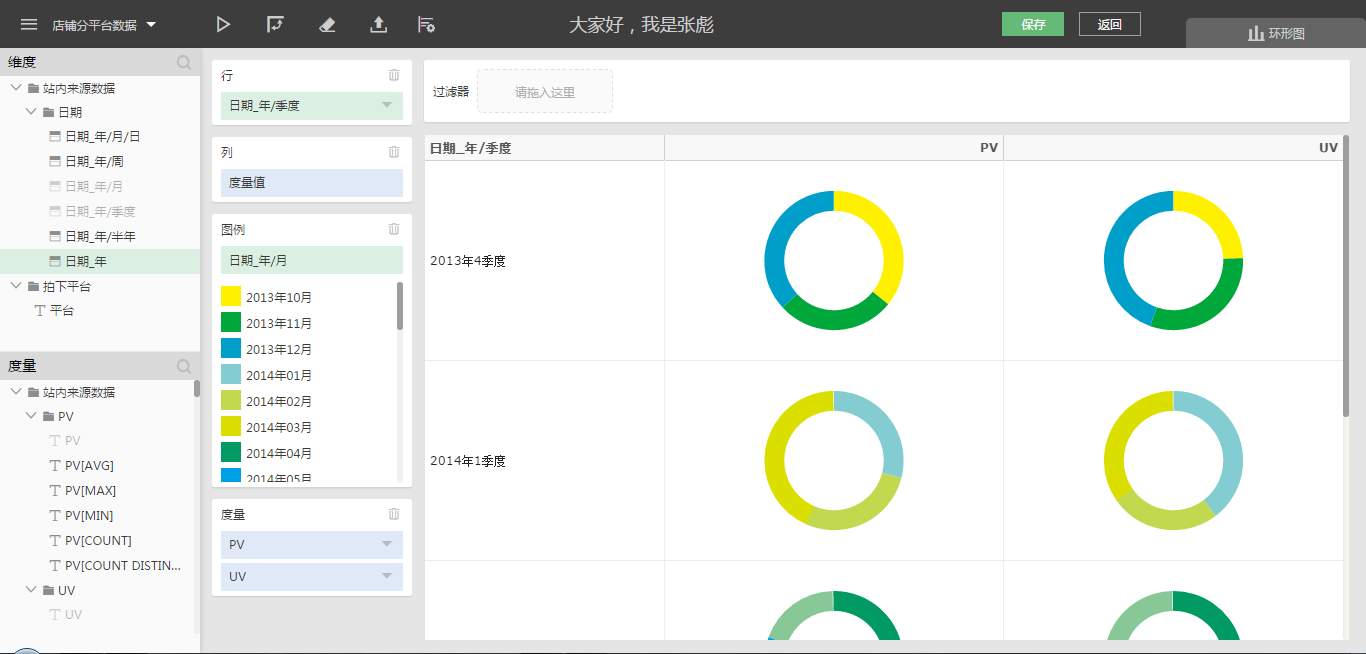 店铺分平台数据
大家好，我是张彪
保存
返回
环形图
维度
站内来源数据
日期
日期_年/月/日
日期_年/周
日期_年/月
日期_年/季度
日期_年/半年
日期_年
拍下平台
平台
度量
站内来源数据
PV
PV
PV[AVG]
PV[MAX]
PV[MIN]
PV[COUNT]
PV[COUNT DISTIN...
UV
UV
行
日期_年/季度
列
度量值
图例
日期_年/月
2013年10月
2013年11月
2013年12月
2014年01月
2014年02月
2014年03月
2014年04月
2014年05月
度量
PV
UV
过滤器
请拖入这里
日期_年/季度 PV UV
2013年4季度
2014年1季度